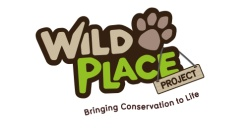 WILD
PLACE
PROJECT
Bringing Conservation to Life